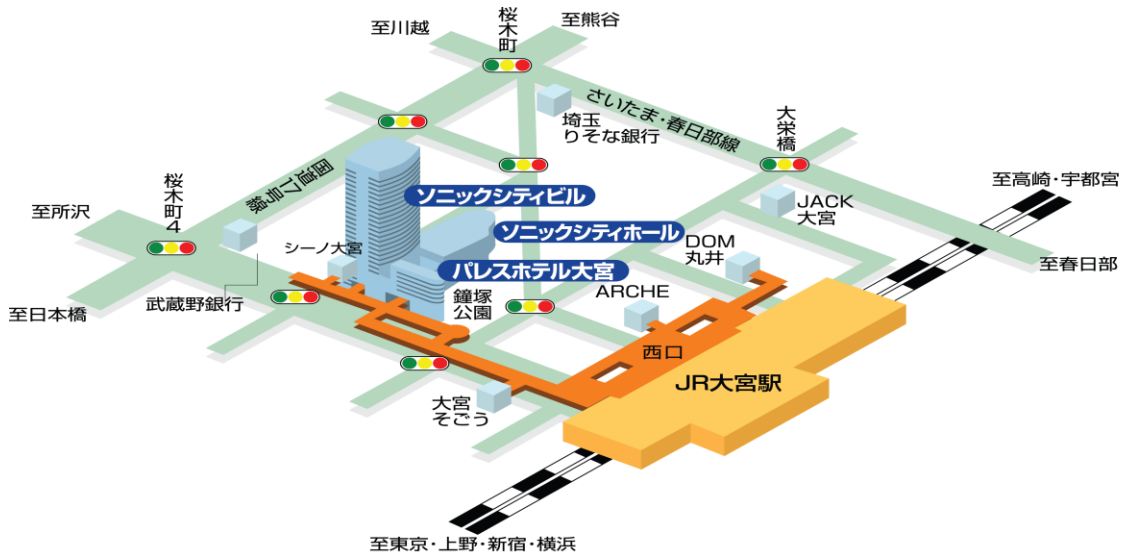 至川越
桜木町
至熊谷
さいたま・春日部線
埼玉
りそな銀行
大栄橋
国道17号線
桜木町4
至所沢
ソニックシティビル
JACK
大宮
至高崎・宇都宮
ソニックシティホール
シーノ大宮
DOM
丸井
パレスホテル大宮
至春日部
武蔵野銀行
鐘塚
公園
ARCHE
至日本橋
西口
JR大宮駅
大宮
そごう
至東京・上野・新宿・横浜